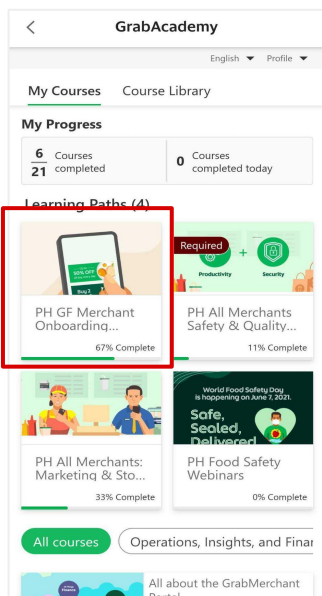 GrabAcademy
English Profile
My Courses Course Library
My Progress
6
21
Courses
completed
0
Courses
completed today
Learning Paths (4)
50% OFF
Buy 2
PH GF Merchant
Onboarding...
67% Complete
Required
Productivity
Security
PH All Merchants
Safety & Quality...
11% Complete
PH All Merchants:
Marketing & Sto...
33% Complete
World Food Safety Day
is happening on June 7, 2021.
Safe,
Sealed,
Delivered
PH Food Safety
Webinars
0% Complete
All courses
Operations, Insights, and Finan
All about the GrabMerchant
Portal